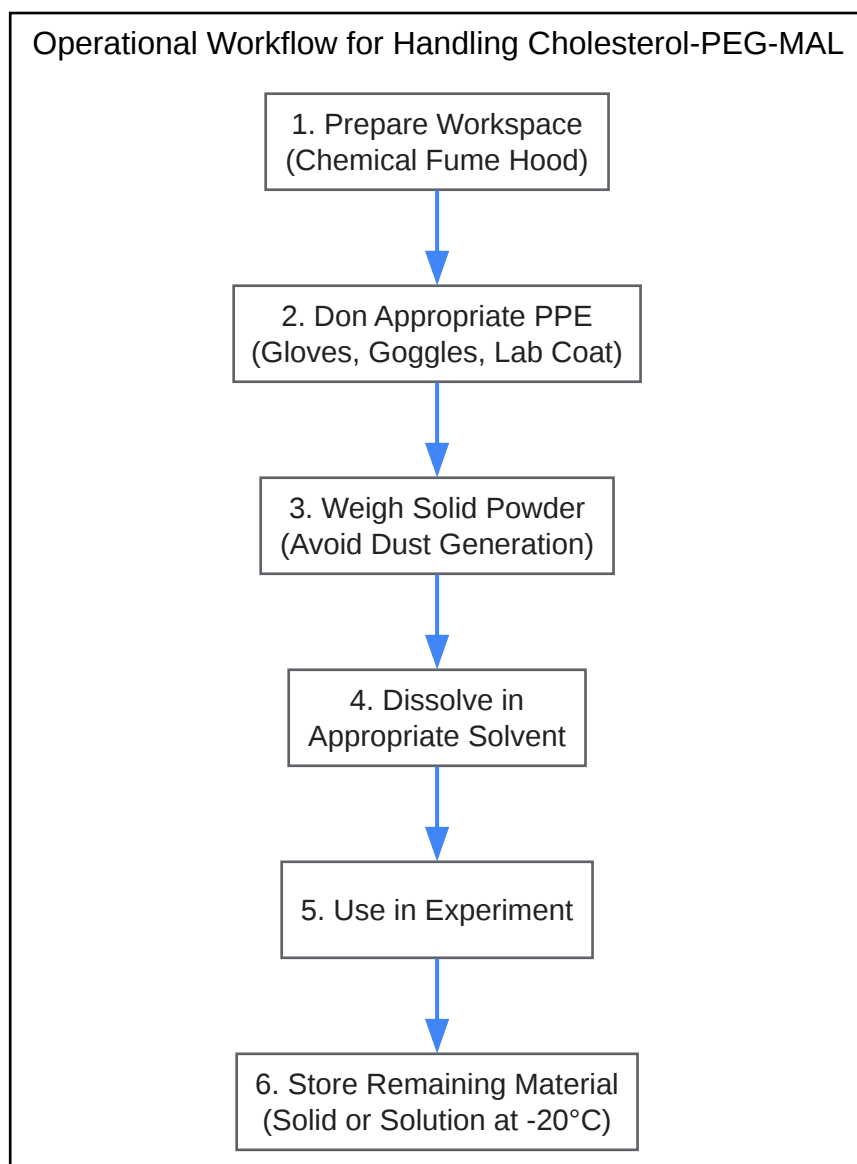 Operational Workflow for Handling Cholesterol-PEG-MAL
1. Prepare Workspace
(Chemical Fume Hood)
2. Don Appropriate PPE
(Gloves, Goggles, Lab Coat)
3. Weigh Solid Powder
(Avoid Dust Generation)
4. Dissolve in
Appropriate Solvent
5. Use in Experiment
6. Store Remaining Material
(Solid or Solution at -20°C)